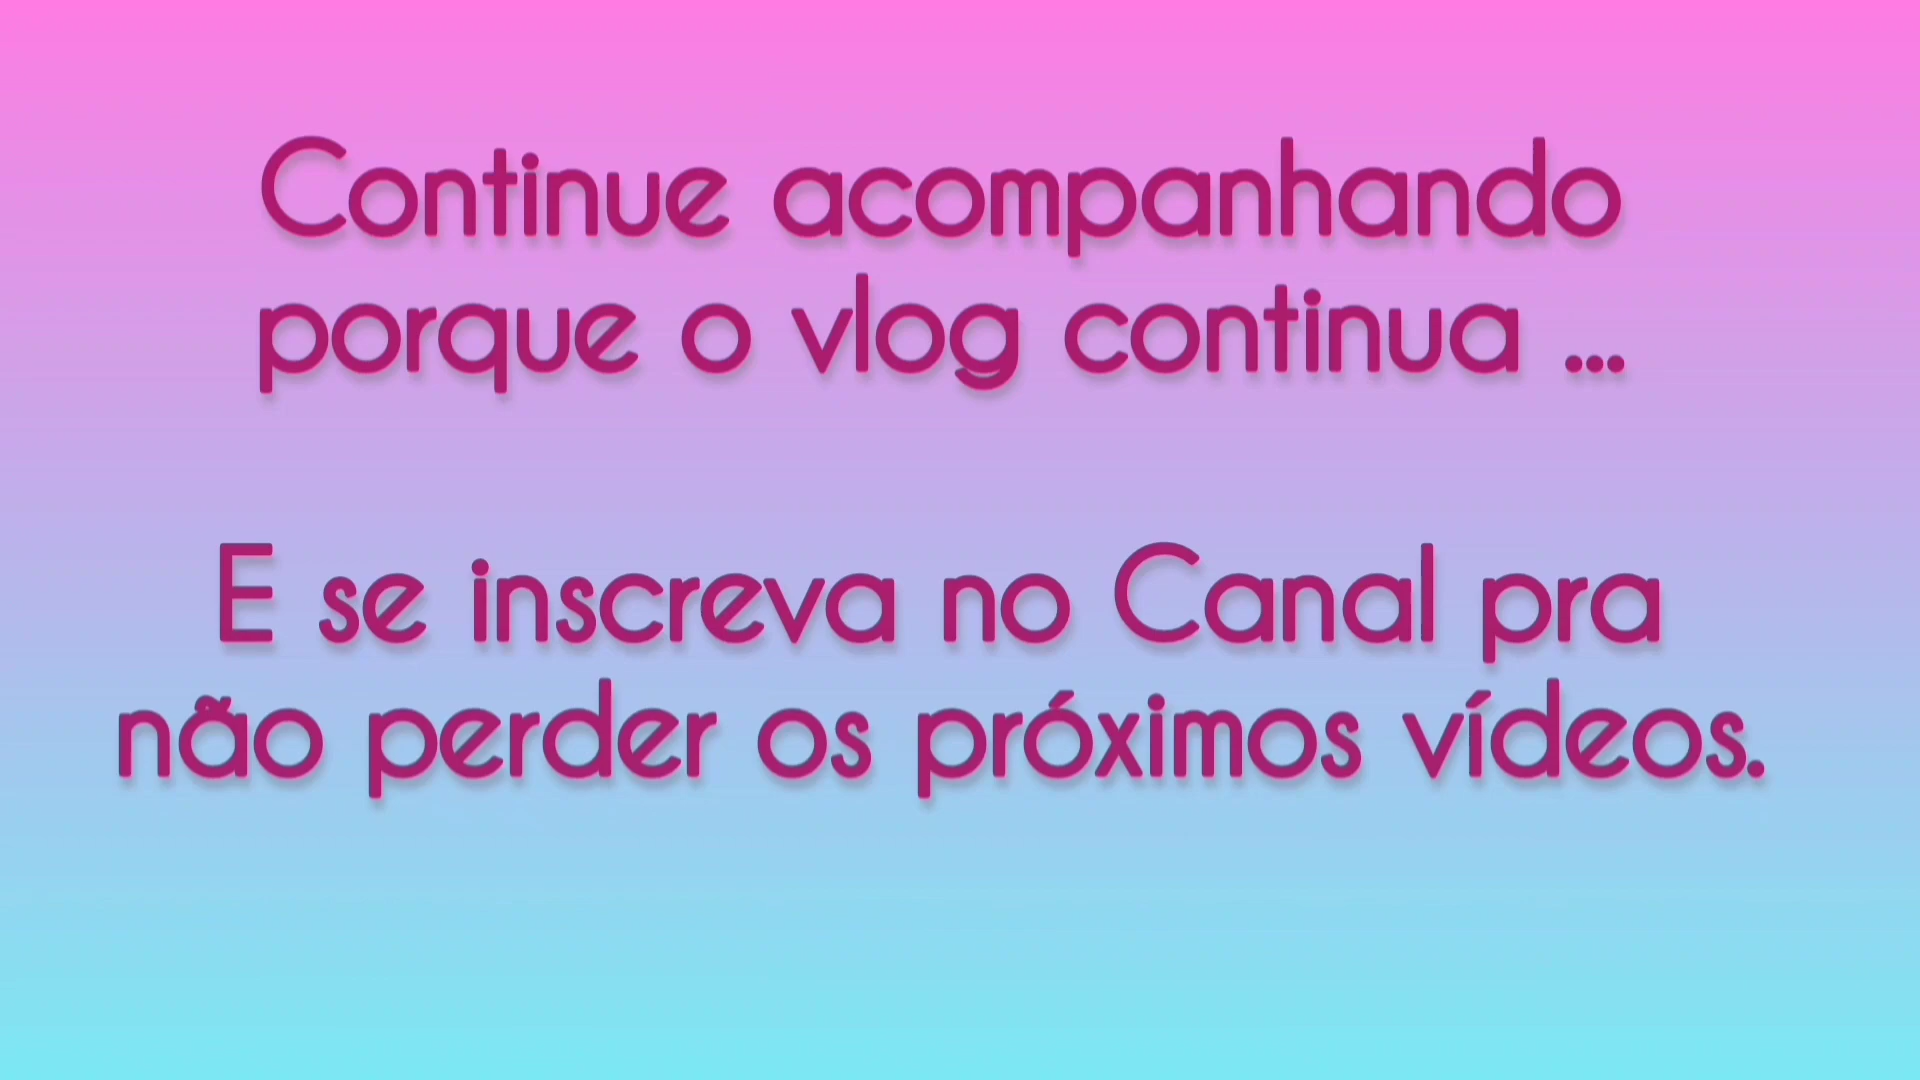 Continue acompanhando
porque o vlog continua ...
E se inscreva no Canal pra
não perder os próximos vídeos.